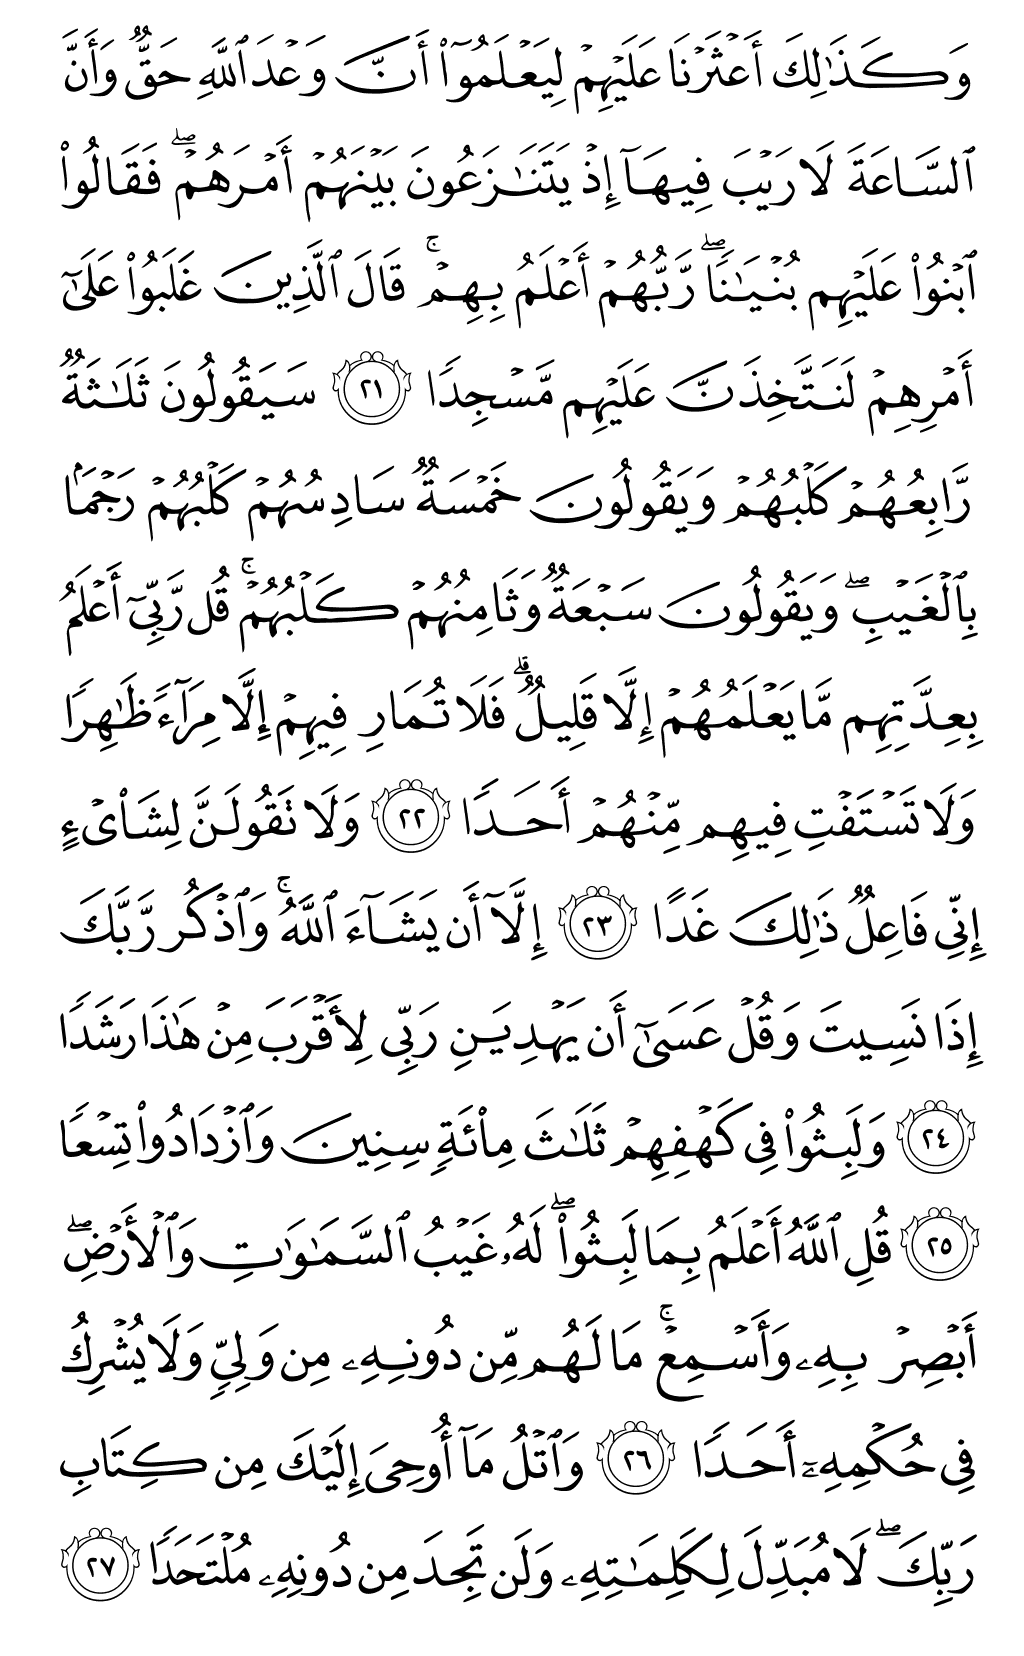 وَكَذَٰلِكَ أَعۡثَرۡنَا عَلَيۡهِمۡ لِيَعۡلَمُوٓاْ أَنَّ وَعۡدَ ٱللَّهِ حَقّٞ وَأَنَّ
ٱلسَّاعَةَ لَا رَيۡبَ فِيهَآ إِذۡ يَتَنَٰزَعُونَ بَيۡنَهُمۡ أَمۡرَهُمۡۖ فَقَالُواْ
ٱبۡنُواْ عَلَيۡهِم بُنۡيَٰنٗاۖ رَّبُّهُمۡ أَعۡلَمُ بِهِمۡۚ قَالَ ٱلَّذِينَ غَلَبُواْ عَلَىٰٓ
أَمۡرِهِمۡ لَنَتَّخِذَنَّ عَلَيۡهِم مَّسۡجِدٗا ٢١ سَيَقُولُونَ ثَلَٰثَةٞ
رَّابِعُهُمۡ كَلۡبُهُمۡ وَيَقُولُونَ خَمۡسَةٞ سَادِسُهُمۡ كَلۡبُهُمۡ رَجۡمَۢا
بِٱلۡغَيۡبِۖ وَيَقُولُونَ سَبۡعَةٞ وَثَامِنُهُمۡ كَلۡبُهُمۡۚ قُل رَّبِّيٓ أَعۡلَمُ
بِعِدَّتِهِم مَّا يَعۡلَمُهُمۡ إِلَّا قَلِيلٞۗ فَلَا تُمَارِ فِيهِمۡ إِلَّا مِرَآءٗ ظَٰهِرٗا
وَلَا تَسۡتَفۡتِ فِيهِم مِّنۡهُمۡ أَحَدٗا ٢٢ وَلَا تَقُولَنَّ لِشَاْيۡءٍ
إِنِّي فَاعِلٞ ذَٰلِكَ غَدًا ٢٣ إِلَّآ أَن يَشَآءَ ٱللَّهُۚ وَٱذۡكُر رَّبَّكَ
إِذَا نَسِيتَ وَقُلۡ عَسَىٰٓ أَن يَهۡدِيَنِ رَبِّي لِأَقۡرَبَ مِنۡ هَٰذَا رَشَدٗا
٢٤ وَلَبِثُواْ فِي كَهۡفِهِمۡ ثَلَٰثَ مِاْئَةٖ سِنِينَ وَٱزۡدَادُواْ تِسۡعٗا
٢٥ قُلِ ٱللَّهُ أَعۡلَمُ بِمَا لَبِثُواْۖ لَهُۥ غَيۡبُ ٱلسَّمَٰوَٰتِ وَٱلۡأَرۡضِۖ
أَبۡصِرۡ بِهِۦ وَأَسۡمِعۡۚ مَا لَهُم مِّن دُونِهِۦ مِن وَلِيّٖ وَلَا يُشۡرِكُ
فِي حُكۡمِهِۦٓ أَحَدٗا ٢٦ وَٱتۡلُ مَآ أُوحِيَ إِلَيۡكَ مِن كِتَابِ
رَبِّكَۖ لَا مُبَدِّلَ لِكَلِمَٰتِهِۦ وَلَن تَجِدَ مِن دُونِهِۦ مُلۡتَحَدٗا ٢٧